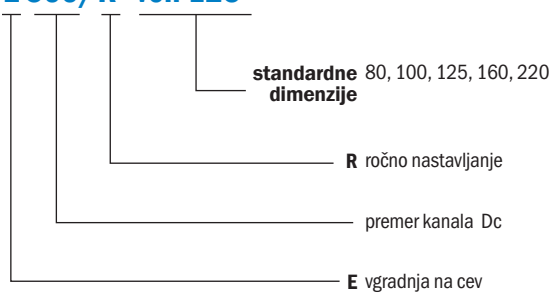 standardne 80, 100, 125, 160, 220
dimenzije
R ročno nastavljanje
premer kanala Dc
E vgradnja na cev